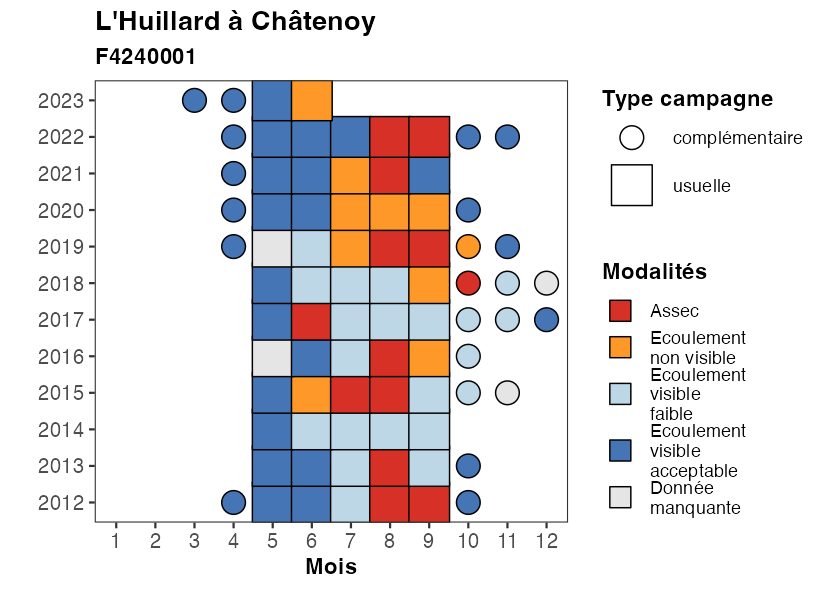 L'Huillard à Châtenoy
F4240001
2023
2022
2021
2020
2019
2018
2017
2016
2015
2014
2013
2012
1 2 3 4 5 6 7 8 9 10 11 12
Mois
Type campagne
complémentaire
usuelle
Modalités
Assec
Ecoulement
non visible
Ecoulement
visible
faible
Ecoulement
visible
acceptable
Donnée
manquante